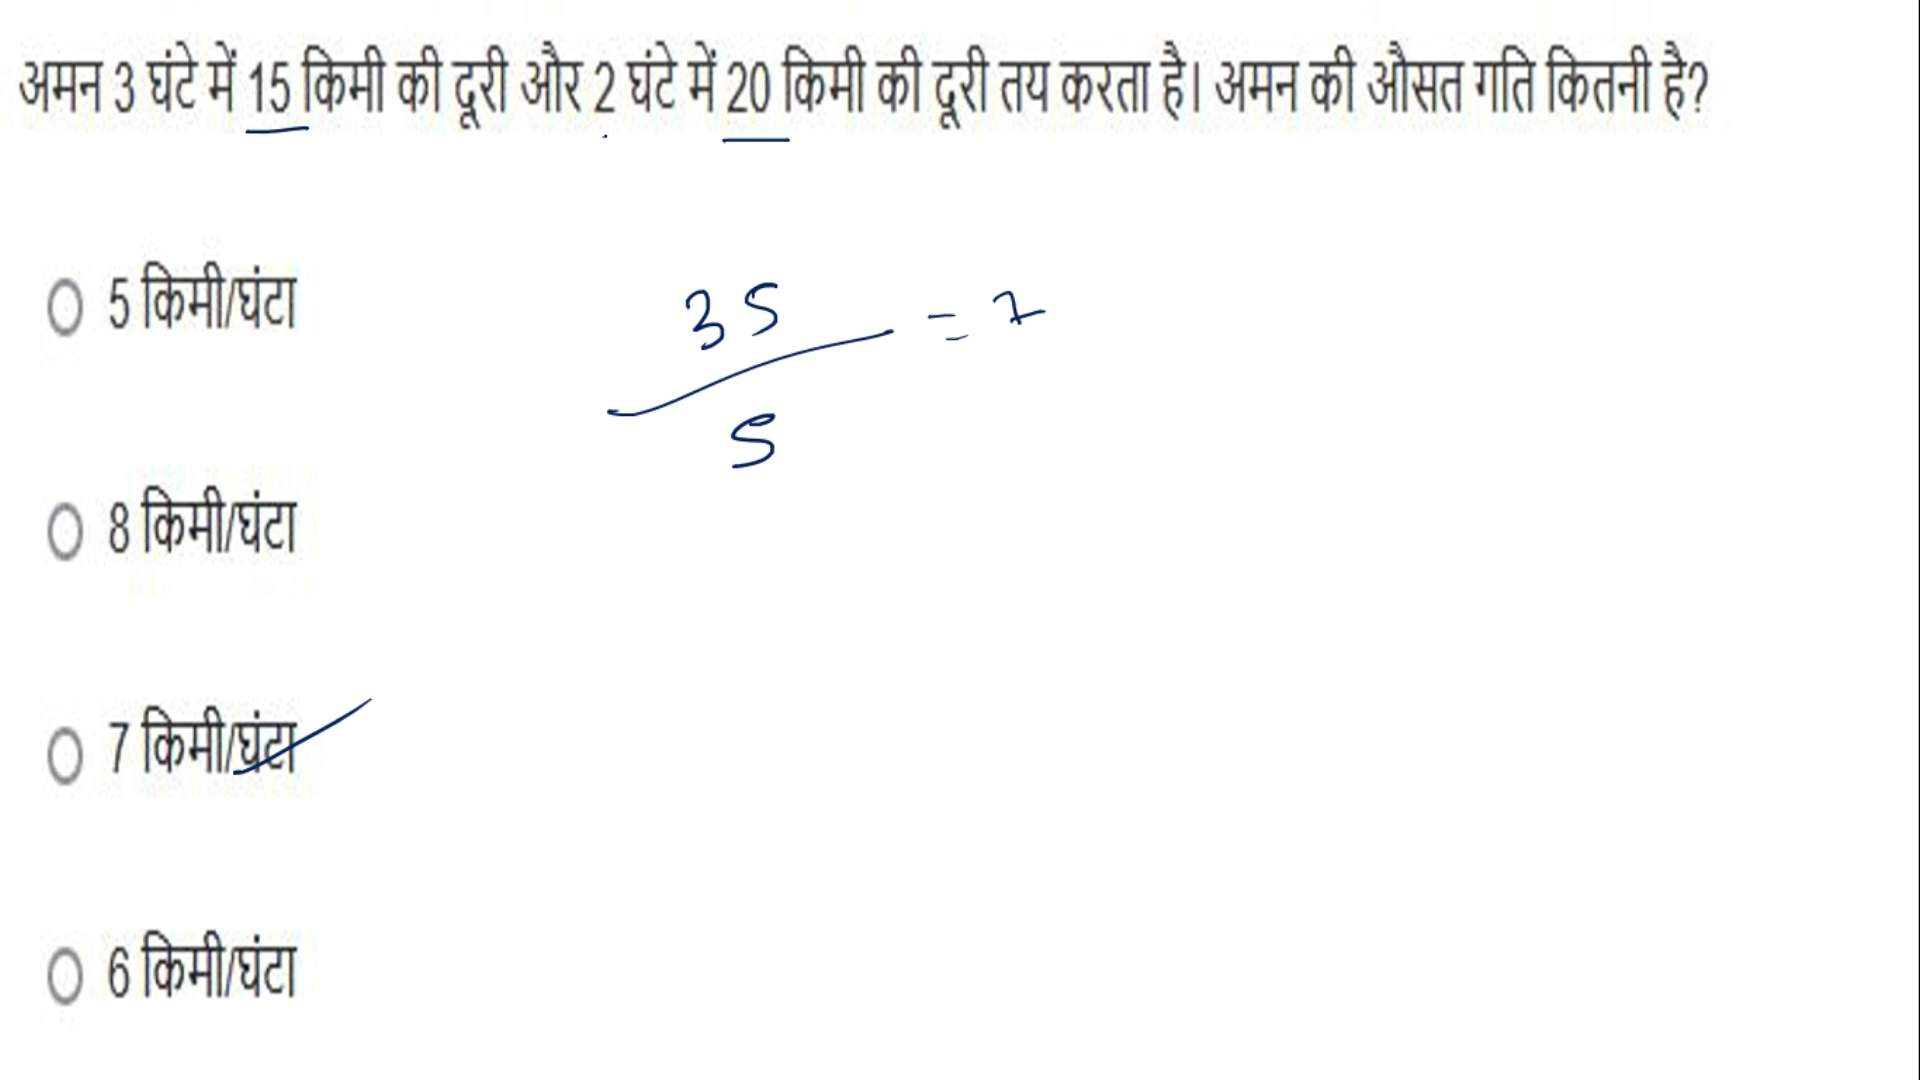 अमन 3 घंटे में 15 किमी की दूरी और 2 घंटे में 20 किमी की दूरी तय करता है। अमन की औसत गति कितनी है?
5 किमी/घंटा
35
= 7
5
8 किमी/घंटा
7 किमी/घंटा
6 किमी/घंटा